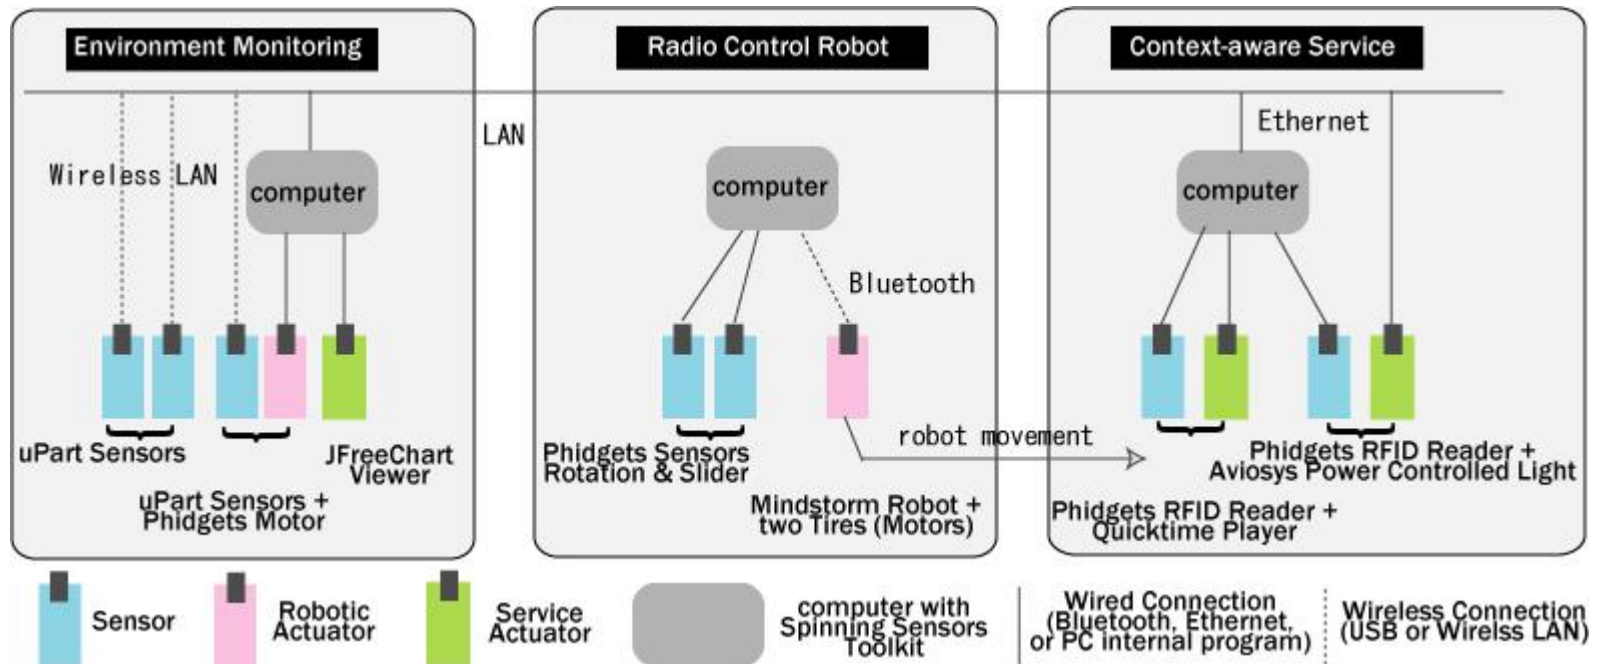 Environment Monitoring
Radio Control Robot
Context-aware Service
LAN
Ethernet
Wireless LAN
computer
computer
computer
Bluetooth
robot movement
uPart Sensors
JFreeChart
Viewer
uPart Sensors +
Phidgets Motor
Phidgets Sensors
Rotation & Slider
Mindstorm Robot +
two Tires (Motors)
Phidgets RFID Reader +
Aviosys Power Controlled Light
Phidgets RFID Reader +
Quicktime Player
Sensor
Robotic
Actuator
Service
Actuator
computer with
Spinning Sensors
Toolkit
Wired Connection
(Bluetooth, Ethernet,
or PC internal program)
Wireless Connection
(USB or Wirelss LAN)